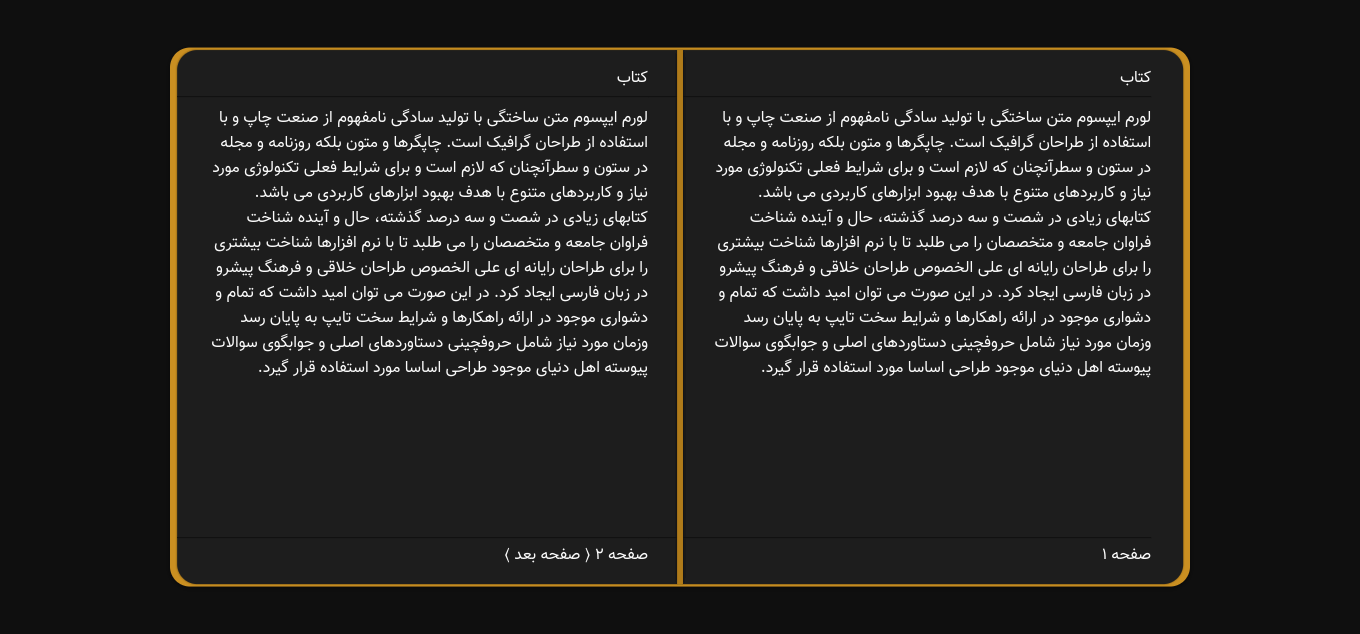 کتاب
لورم ایپسوم متن ساختگی با تولید سادگی نامفهوم از صنعت چاپ و با
استفاده از طراحان گرافیک است. چاپگرها و متون بلکه روزنامه و مجله
در ستون و سطرآنچنان که لازم است و برای شرایط فعلی تکنولوژی مورد
نیاز و کاربردهای متنوع با هدف بهبود ابزارهای کاربردی می باشد.
کتابهای زیادی در شصت و سه درصد گذشته، حال و آینده شناخت
فراوان جامعه و متخصصان را می طلبد تا با نرم افزارها شناخت بیشتری
را برای طراحان رایانه ای علی الخصوص طراحان خلاقی و فرهنگ پیشرو
در زبان فارسی ایجاد کرد. در این صورت می توان امید داشت که تمام و
دشواری موجود در ارائه راهکارها و شرایط سخت تایپ به پایان رسد
وزمان مورد نیاز شامل حروفچینی دستاوردهای اصلی و جوابگوی سوالات
پیوسته اهل دنیای موجود طراحی اساسا مورد استفاده قرار گیرد.
صفحه ۱
کتاب
لورم ایپسوم متن ساختگی با تولید سادگی نامفهوم از صنعت چاپ و با
استفاده از طراحان گرافیک است. چاپگرها و متون بلکه روزنامه و مجله
در ستون و سطرآنچنان که لازم است و برای شرایط فعلی تکنولوژی مورد
نیاز و کاربردهای متنوع با هدف بهبود ابزارهای کاربردی می باشد.
کتابهای زیادی در شصت و سه درصد گذشته، حال و آینده شناخت
فراوان جامعه و متخصصان را می طلبد تا با نرم افزارها شناخت بیشتری
را برای طراحان رایانه ای علی الخصوص طراحان خلاقی و فرهنگ پیشرو
در زبان فارسی ایجاد کرد. در این صورت می توان امید داشت که تمام و
دشواری موجود در ارائه راهکارها و شرایط سخت تایپ به پایان رسد
وزمان مورد نیاز شامل حروفچینی دستاوردهای اصلی و جوابگوی سوالات
پیوسته اهل دنیای موجود طراحی اساسا مورد استفاده قرار گیرد.
صفحه ۲ ( صفحه بعد )